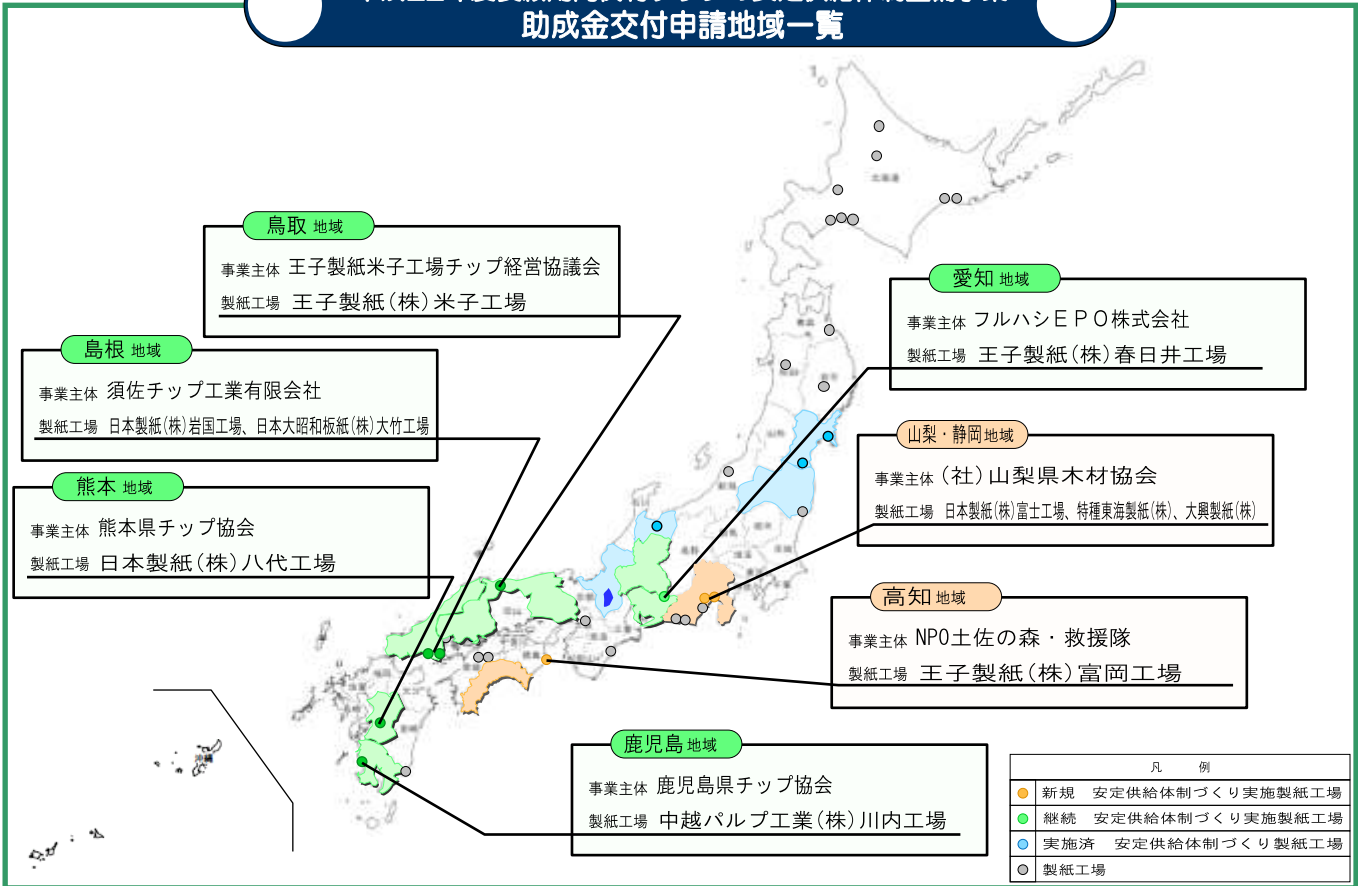 助成金交付申請地域一覧
鳥取 地域
事業主体 王子製紙米子工場チップ経営協議会
製紙工場 王子製紙(株)米子工場
島根 地域
事業主体 須佐チップ工業有限会社
製紙工場 日本製紙(株)岩国工場、日本大昭和板紙(株)大竹工場
熊本 地域
事業主体 熊本県チップ協会
製紙工場 日本製紙(株)八代工場
愛知 地域
事業主体 フルハシEPO株式会社
製紙工場 王子製紙(株)春日井工場
山梨・静岡 地域
事業主体 (社)山梨県木材協会
製紙工場 日本製紙(株)富士工場、特種東海製紙(株)、大興製紙(株)
高知 地域
事業主体 NPO土佐の森・救援隊
製紙工場 王子製紙(株)富岡工場
鹿児島 地域
事業主体 鹿児島県チップ協会
製紙工場 中越パルプ工業(株)川内工場
北海道
沖縄
凡 例
新規 安定供給体制づくり実施製紙工場
継続 安定供給体制づくり実施製紙工場
実施済 安定供給体制づくり製紙工場
製紙工場